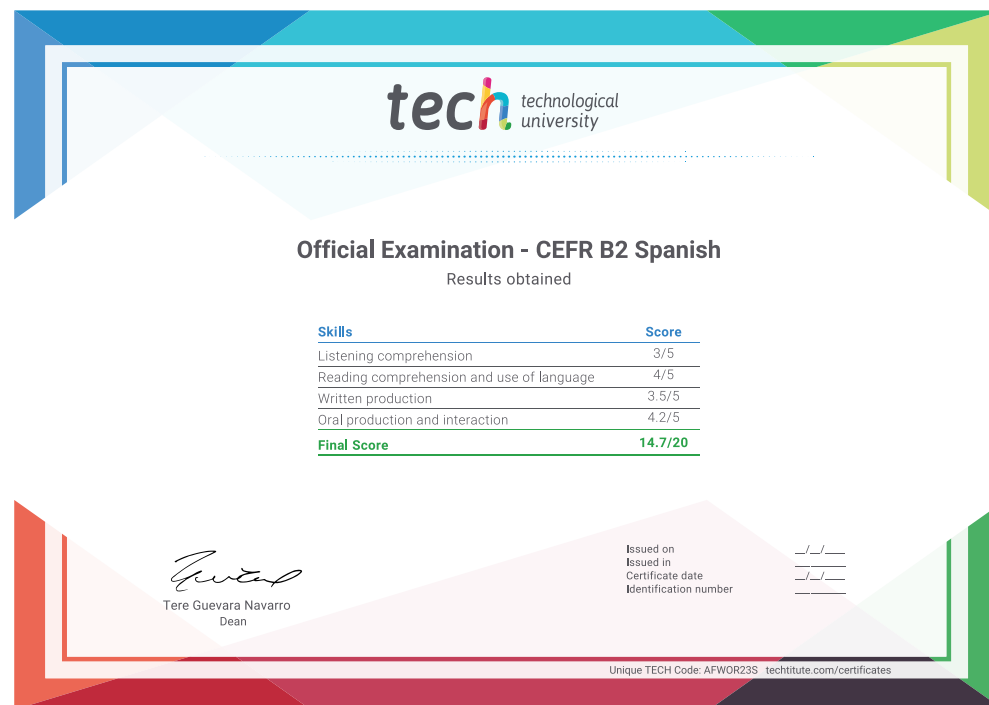 tech technological
university
Official Examination - CEFR B2 Spanish
Results obtained
Skills Score
Listening comprehension 3/5
Reading comprehension and use of language 4/5
Written production 3.5/5
Oral production and interaction 4.2/5
Final Score 14.7/20
Issued on __/__/____
Issued in ________
Certificate date __/__/____
Identification number ________
Tere Guevara Navarro
Dean
Unique TECH Code: AFWOR23S techtitute.com/certificates